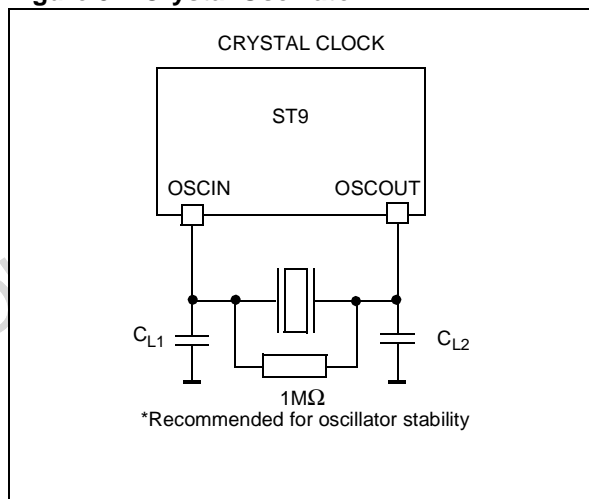 CRYSTAL CLOCK
ST9
OSCIN OSCOUT
CL1 CL2
1MΩ
*Recommended for oscillator stability